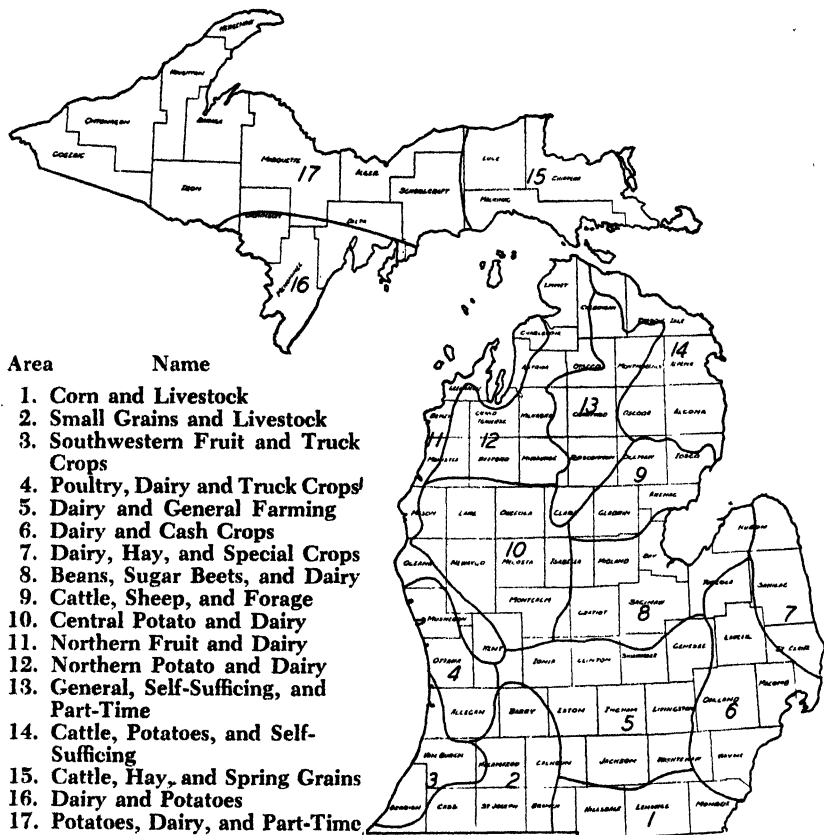 KEWEENAW
HOUGHTON
ONTONAGON
BARAGA
GOGEBIC
MARQUETTE
17
ALGER
LUCE
15
CHIPPEWA
IRON
SCHOOLCRAFT
MACKINAC
DICKINSON
DELTA
MENOMINEE
16
EMMET
CHEBOYGAN
PRESQUE ISLE
CHARLEVOIX
14
ANTRIM
OTSEGO
MONTMORENCY
ALPENA
LEELANAU
13
BENZIE
GRAND TRAVERSE
KALKASKA
CRAWFORD
OSCODA
ALCONA
11
12
MANISTEE
WEXFORD
MISSAUKEE
ROSCOMMON
OGEMAW
IOSCO
9
ARENAC
MASON
LAKE
OSCEOLA
CLARE
GLADWIN
HURON
10
OCEANA
NEWAYGO
MECOSTA
ISABELLA
MIDLAND
BAY
TUSCOLA
SANILAC
MONTCALM
GRATIOT
SAGINAW
8
7
MUSKEGON
LAPEER
ST CLAIR
KENT
GENESEE
OTTAWA
IONIA
CLINTON
SHIAWASSEE
4
MACOMB
OAKLAND
6
ALLEGAN
BARRY
EATON
INGHAM
LIVINGSTON
5
VAN BUREN
KALAMAZOO
CALHOUN
JACKSON
WASHTENAW
WAYNE
3
2
BERRIEN
CASS
ST JOSEPH
BRANCH
HILLSDALE
LENAWEE
MONROE
1
Area Name
1. Corn and Livestock
2. Small Grains and Livestock
3. Southwestern Fruit and Truck
Crops
4. Poultry, Dairy and Truck Crops
5. Dairy and General Farming
6. Dairy and Cash Crops
7. Dairy, Hay, and Special Crops
8. Beans, Sugar Beets, and Dairy
9. Cattle, Sheep, and Forage
10. Central Potato and Dairy
11. Northern Fruit and Dairy
12. Northern Potato and Dairy
13. General, Self-Sufficing, and
Part-Time
14. Cattle, Potatoes, and Self-
Sufficing
15. Cattle, Hay, and Spring Grains
16. Dairy and Potatoes
17. Potatoes, Dairy, and Part-Time